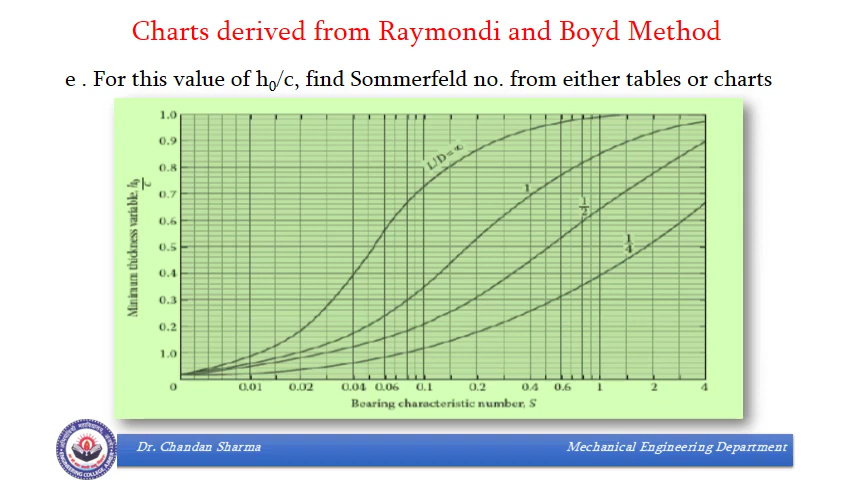 Charts derived from Raymondi and Boyd Method
e . For this value of h₀/c, find Sommerfeld no. from either tables or charts
1.0
0.9
0.8
0.7
0.6
0.5
0.4
0.3
0.2
1.0
Minimum thickness variable, h₀/c
L/D=∞
1
1/2
1/4
0 0.01 0.02 0.04 0.06 0.1 0.2 0.4 0.6 1 2 4
Bearing characteristic number, S
Dr. Chandan Sharma
Mechanical Engineering Department